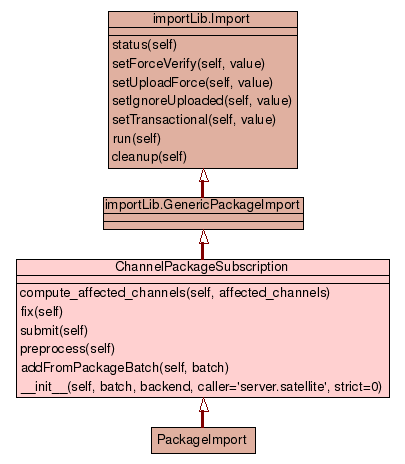 importLib.Import
status(self)
setForceVerify(self, value)
setUploadForce(self, value)
setIgnoreUploaded(self, value)
setTransactional(self, value)
run(self)
cleanup(self)
importLib.GenericPackageImport
ChannelPackageSubscription
compute_affected_channels(self, affected_channels)
fix(self)
submit(self)
preprocess(self)
addFromPackageBatch(self, batch)
__init__(self, batch, backend, caller='server.satellite', strict=0)
PackageImport